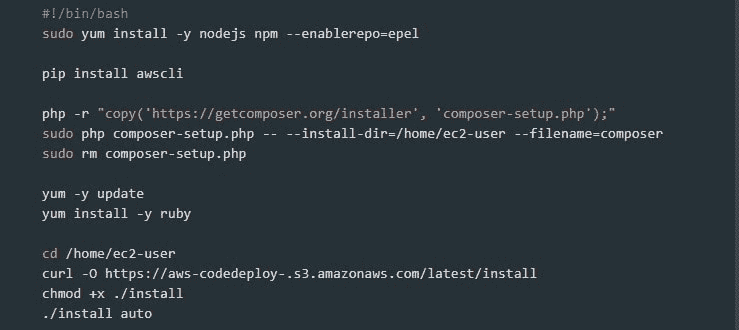 #!/bin/bash
sudo yum install -y nodejs npm --enablerepo=epel
pip install awscli
php -r "copy('https://getcomposer.org/installer', 'composer-setup.php');"
sudo php composer-setup.php -- --install-dir=/home/ec2-user --filename=composer
sudo rm composer-setup.php
yum -y update
yum install -y ruby
cd /home/ec2-user
curl -O https://aws-codedeploy-.s3.amazonaws.com/latest/install
chmod +x ./install
./install auto